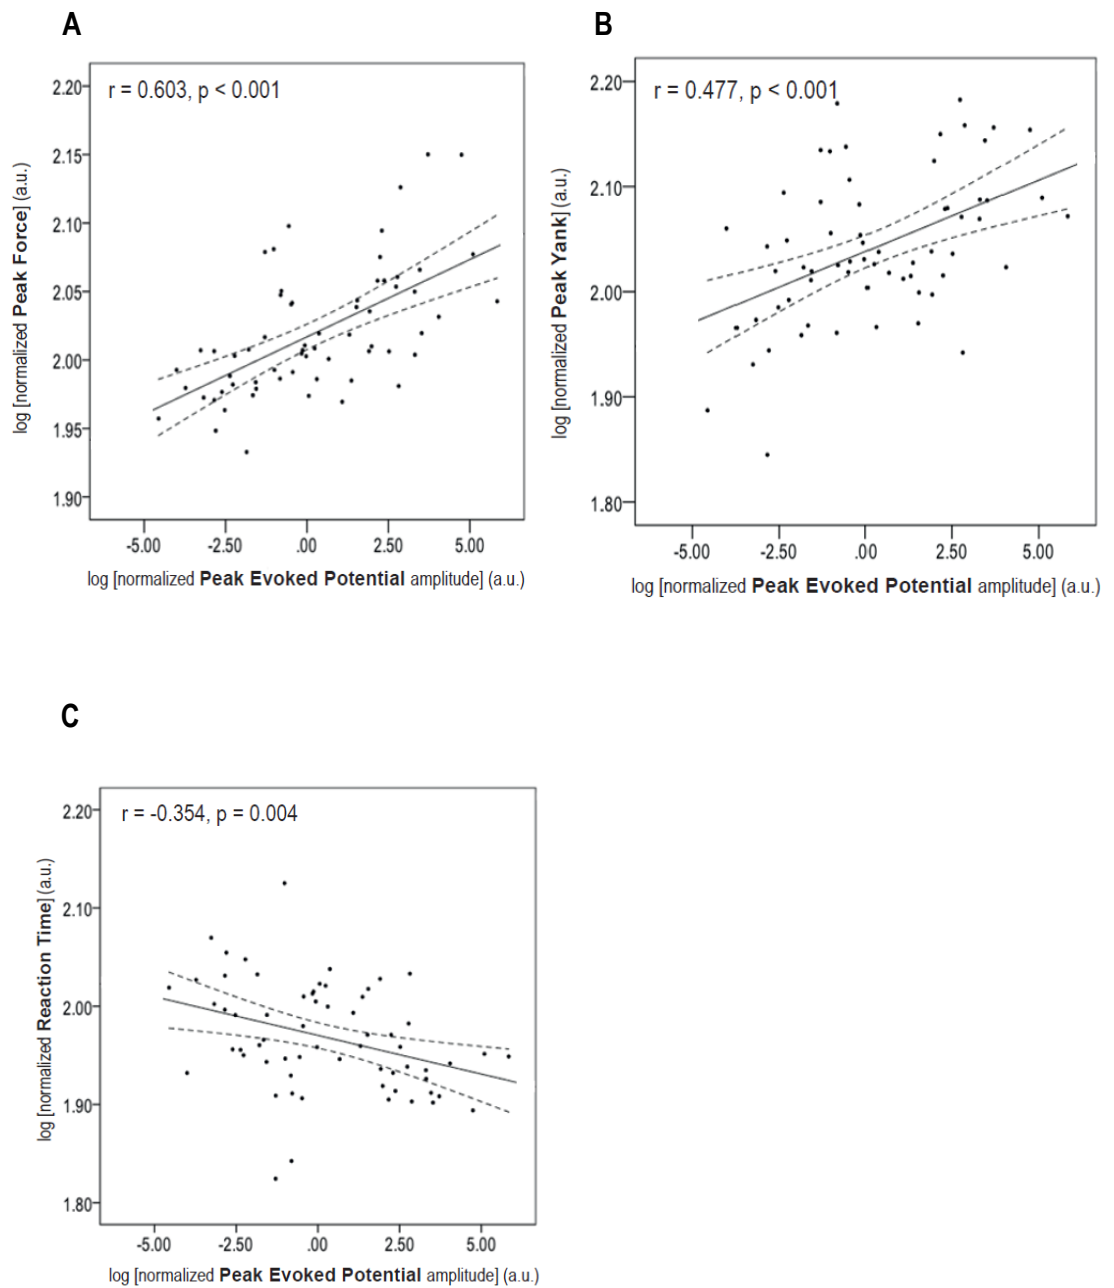 A
r = 0.603, p < 0.001
2.20
2.15
2.10
2.05
2.00
1.95
1.90
log [normalized Peak Force] (a.u.)
-5.00 -2.50 .00 2.50 5.00
log [normalized Peak Evoked Potential amplitude] (a.u.)
B
r = 0.477, p < 0.001
2.20
2.10
2.00
1.90
1.80
log [normalized Peak Yank] (a.u.)
-5.00 -2.50 .00 2.50 5.00
log [normalized Peak Evoked Potential amplitude] (a.u.)
C
r = -0.354, p = 0.004
2.20
2.10
2.00
1.90
1.80
log [normalized Reaction Time] (a.u.)
-5.00 -2.50 .00 2.50 5.00
log [normalized Peak Evoked Potential amplitude] (a.u.)